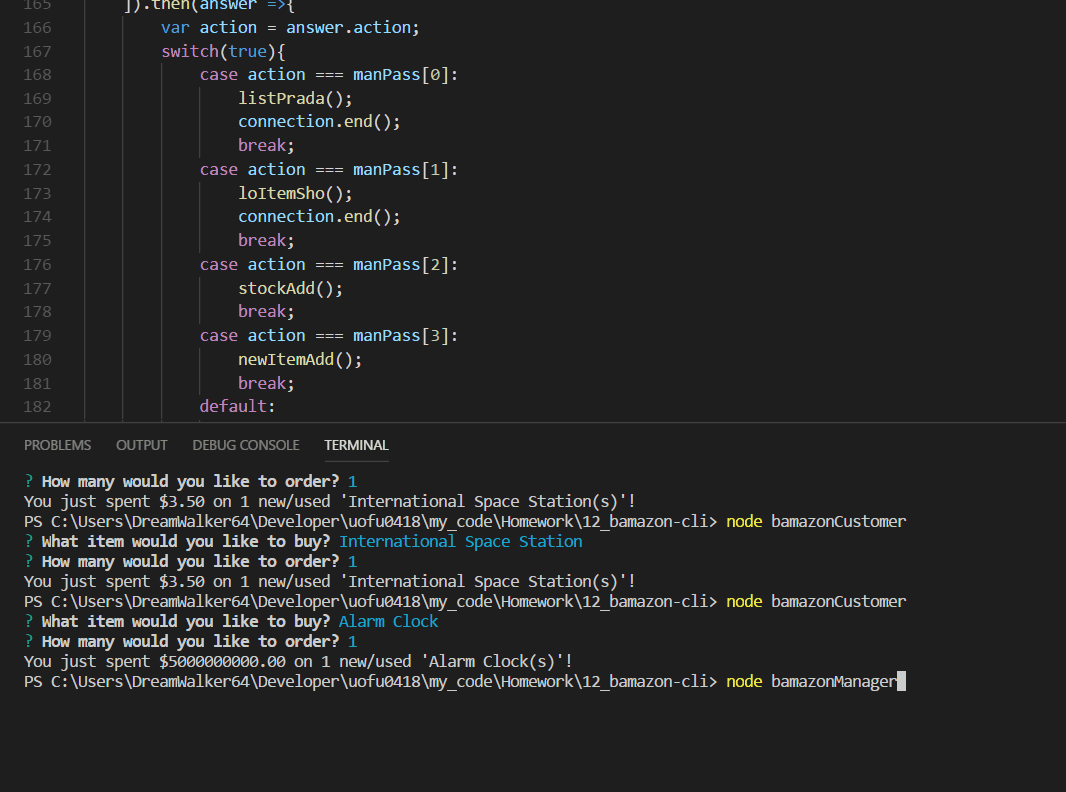 165 ]).then(answer =>{
166 var action = answer.action;
167 switch(true){
168 case action === manPass[0]:
169 listPrada();
170 connection.end();
171 break;
172 case action === manPass[1]:
173 loItemSho();
174 connection.end();
175 break;
176 case action === manPass[2]:
177 stockAdd();
178 break;
179 case action === manPass[3]:
180 newItemAdd();
181 break;
182 default:
PROBLEMS OUTPUT DEBUG CONSOLE TERMINAL
? How many would you like to order? 1
You just spent $3.50 on 1 new/used 'International Space Station(s)'!
PS C:\Users\DreamWalker64\Developer\uofu0418\my_code\Homework\12_bamazon-cli> node bamazonCustomer
? What item would you like to buy? International Space Station
? How many would you like to order? 1
You just spent $3.50 on 1 new/used 'International Space Station(s)'!
PS C:\Users\DreamWalker64\Developer\uofu0418\my_code\Homework\12_bamazon-cli> node bamazonCustomer
? What item would you like to buy? Alarm Clock
? How many would you like to order? 1
You just spent $5000000000.00 on 1 new/used 'Alarm Clock(s)'!
PS C:\Users\DreamWalker64\Developer\uofu0418\my_code\Homework\12_bamazon-cli> node bamazonManager